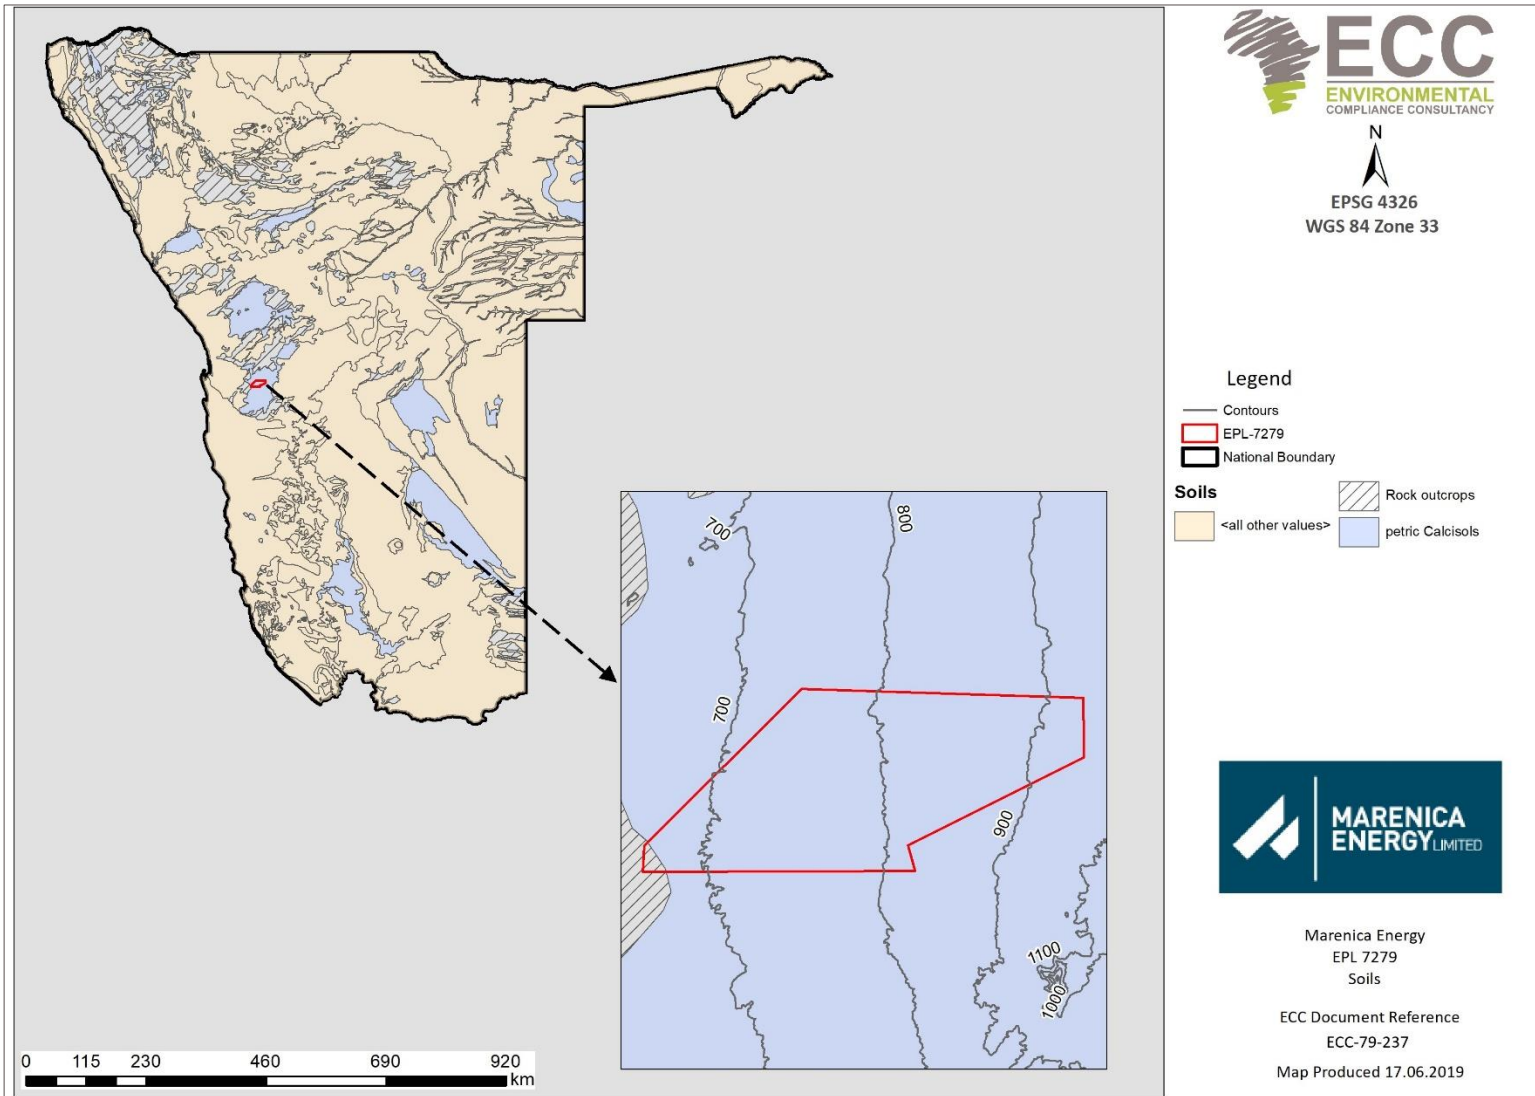 ECC
ENVIRONMENTAL
COMPLIANCE CONSULTANCY
N
EPSG 4326
WGS 84 Zone 33
Legend
Contours
EPL-7279
National Boundary
Soils
<all other values>
Rock outcrops
petric Calcisols
700
800
700
900
1100
1000
0 115 230 460 690 920
km
MARENICA
ENERGY LIMITED
Marenica Energy
EPL 7279
Soils
ECC Document Reference
ECC-79-237
Map Produced 17.06.2019